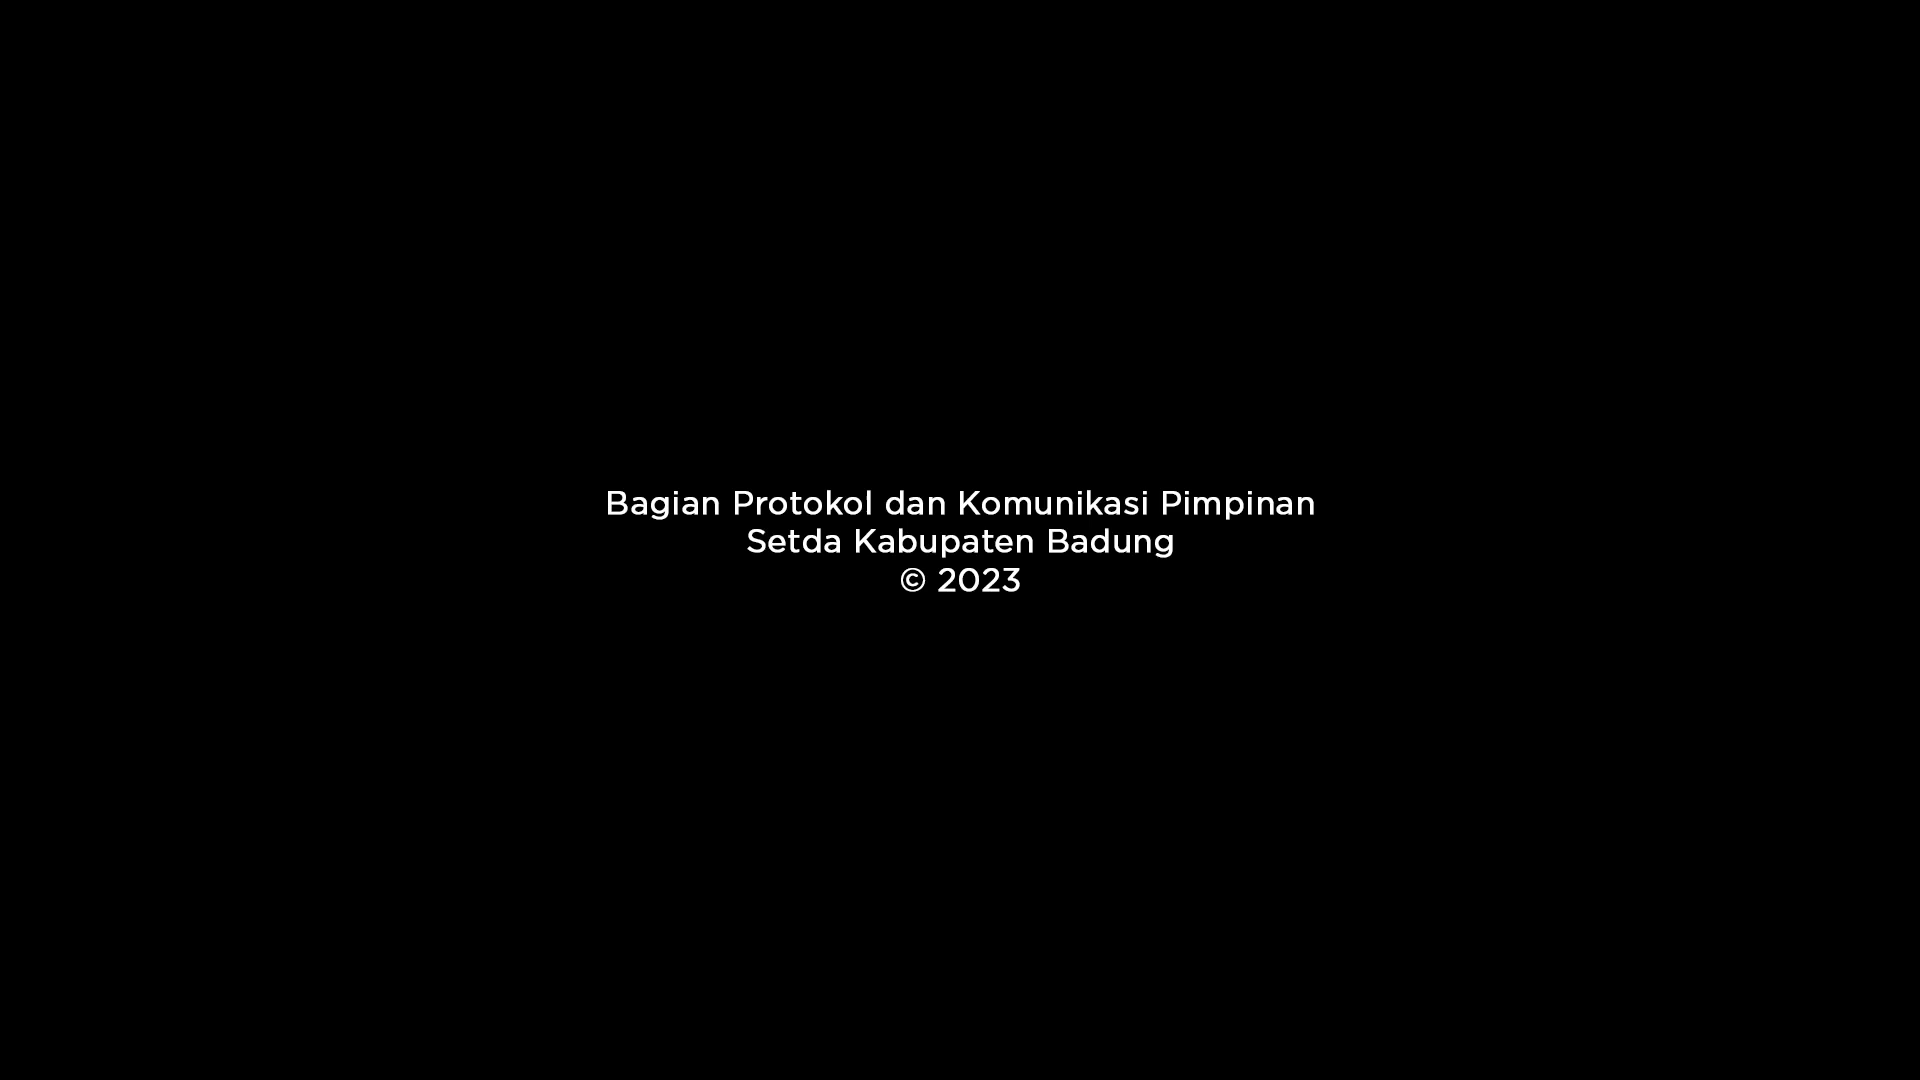 Bagian Protokol dan Komunikasi Pimpinan
Setda Kabupaten Badung
© 2023